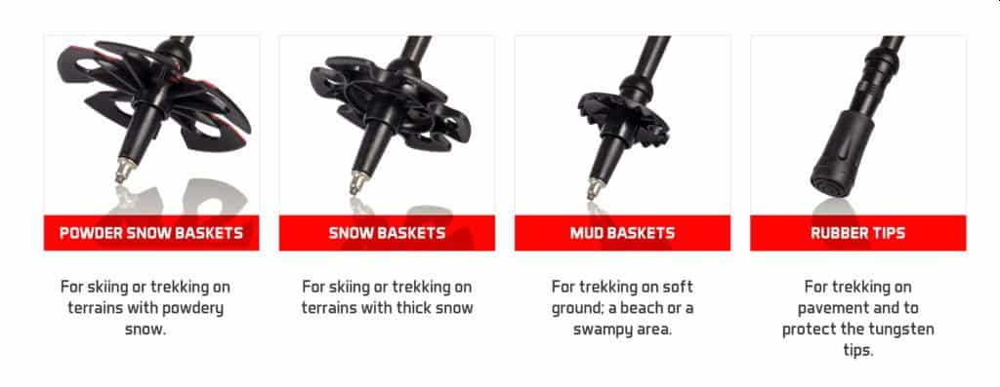 POWDER SNOW BASKETS
For skiing or trekking on
terrains with powdery
snow.
SNOW BASKETS
For skiing or trekking on
terrains with thick snow
MUD BASKETS
For trekking on soft
ground; a beach or a
swampy area.
RUBBER TIPS
For trekking on
pavement and to
protect the tungsten
tips.